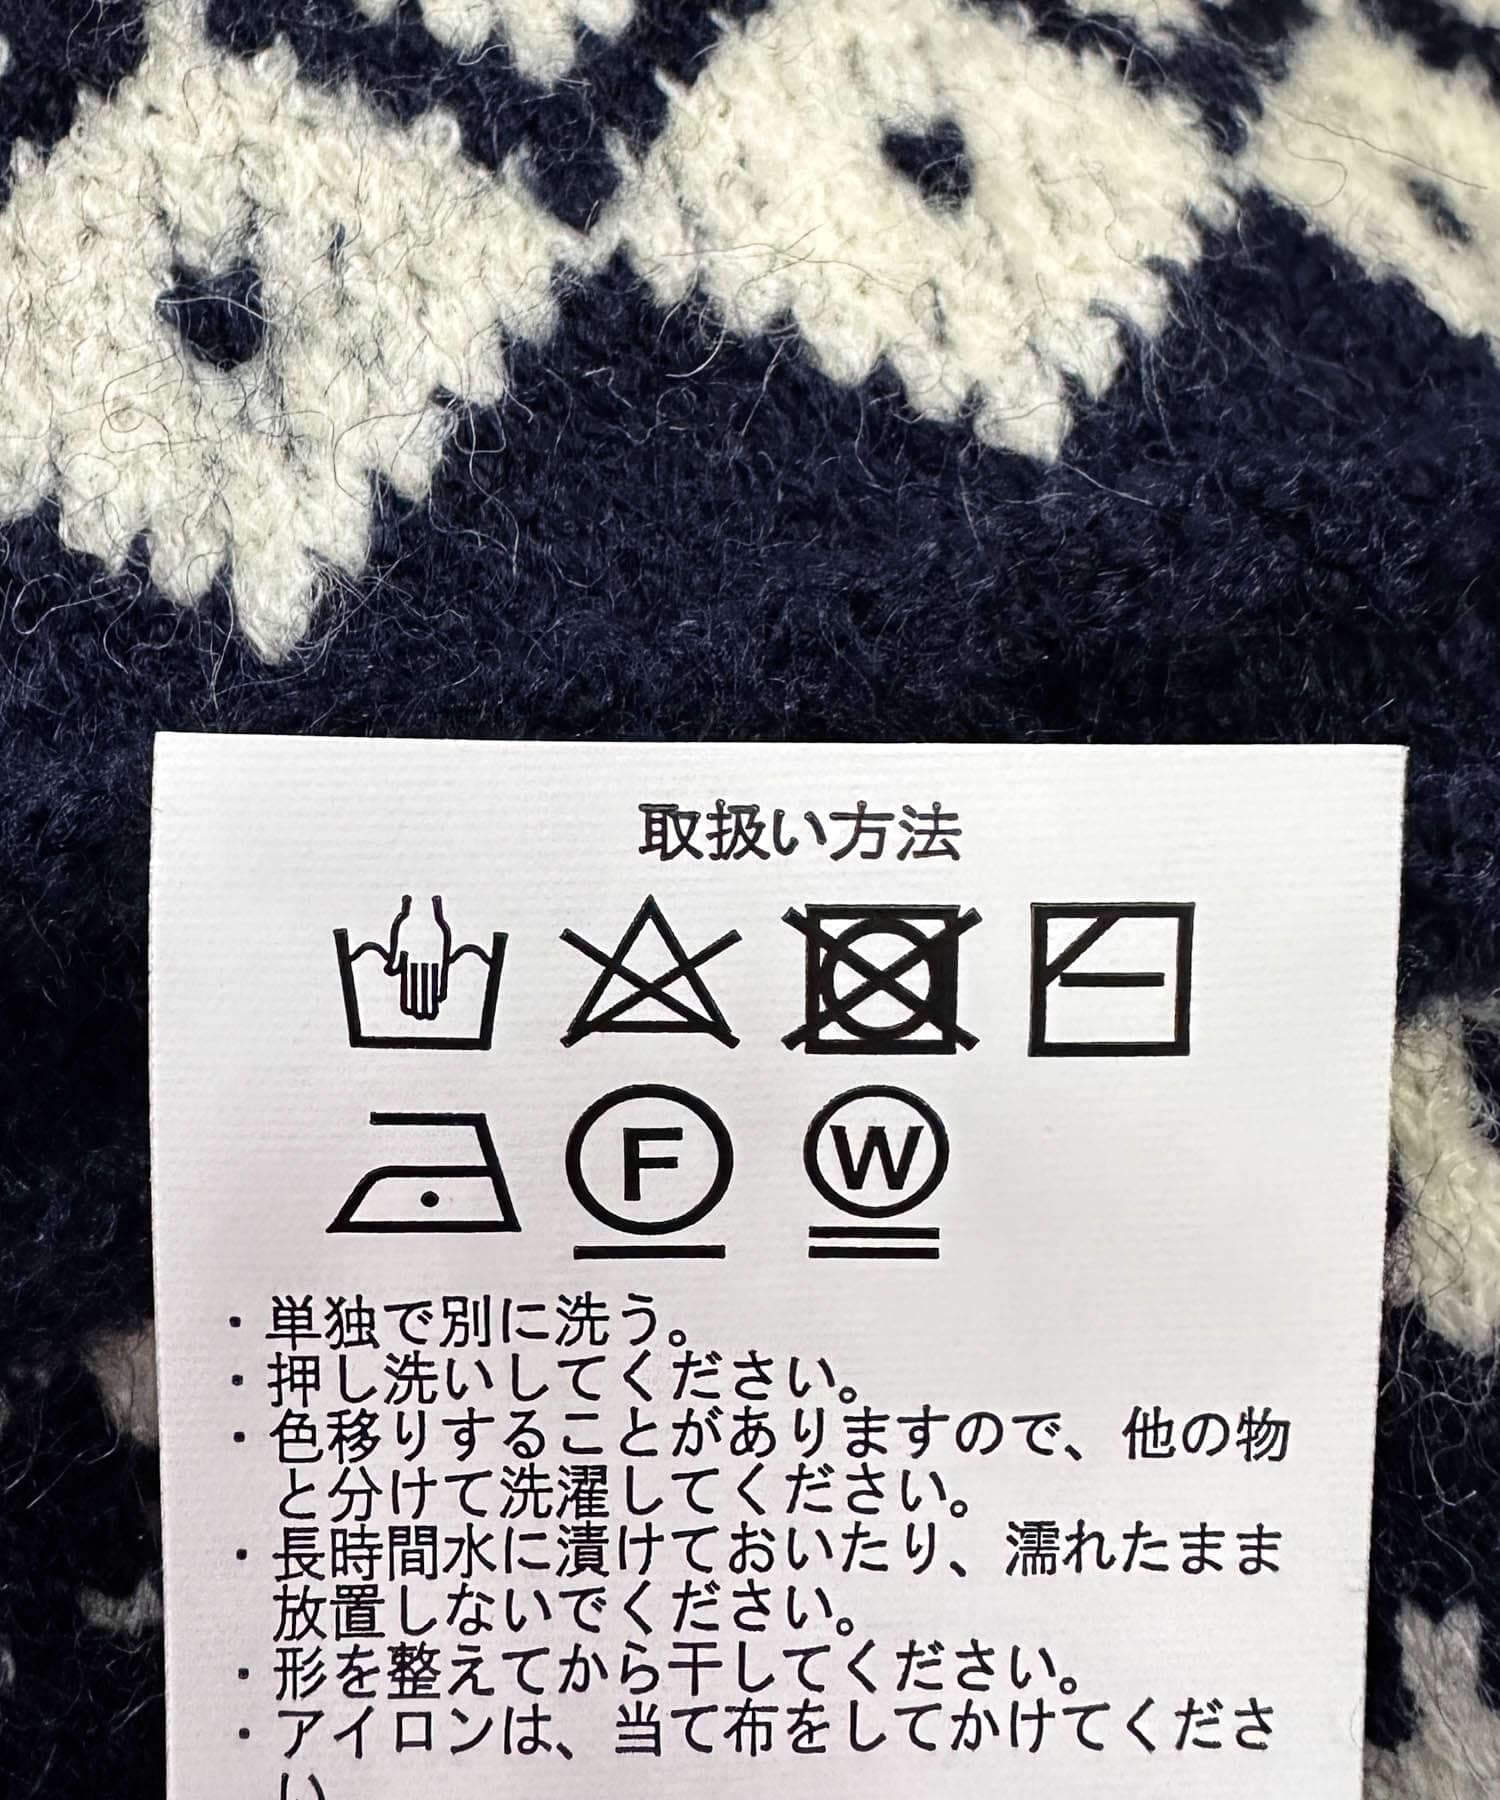 取扱い方法
F
W
・単独で別に洗う。
・押し洗いしてください。
・色移りすることがありますので、他の物
と分けて洗濯してください。
・長時間水に漬けておいたり、濡れたまま
放置しないでください。
・形を整えてから干してください。
・アイロンは、当て布をしてかけてくださ
い